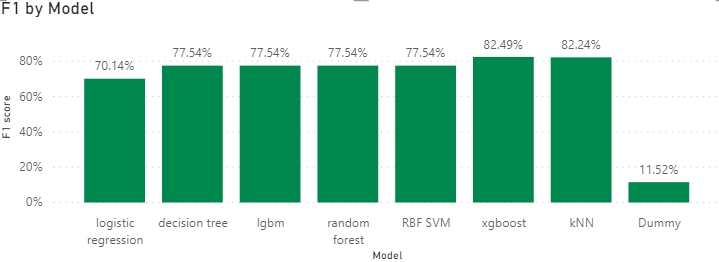 F1 by Model
70.14%
77.54%
77.54%
77.54%
77.54%
82.49%
82.24%
11.52%
80%
60%
40%
20%
0%
F1 score
logistic
regression
decision tree
lgbm
random
forest
RBF SVM
xgboost
kNN
Dummy
Model